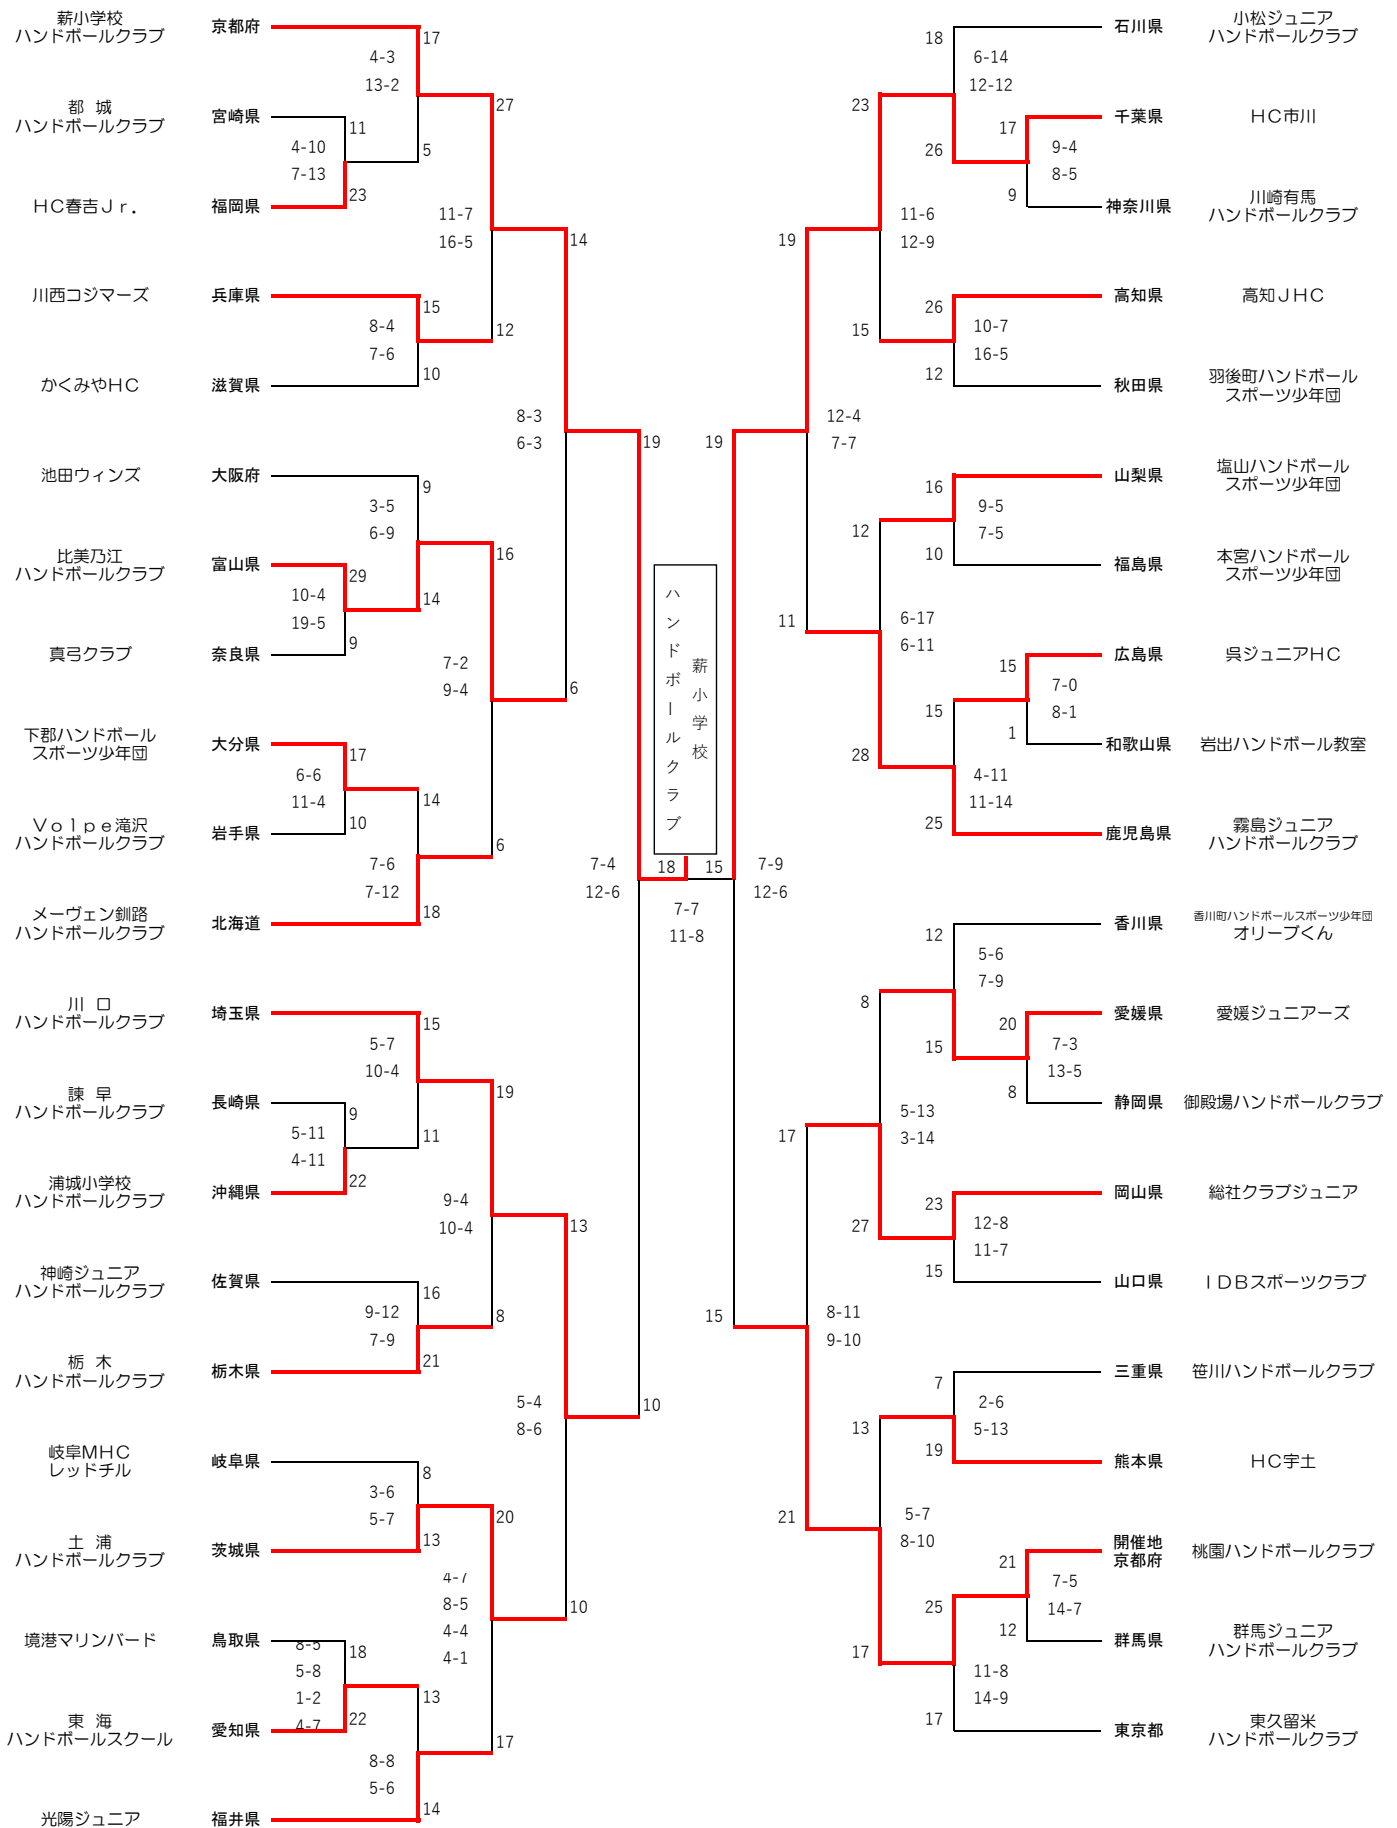 薪小学校
ハンドボールクラブ
京都府
17
4-3
13-2
都 城
ハンドボールクラブ
宮崎県
11
4-10
7-13
5
27
HC春吉Jr.
福岡県
23
11-7
16-5
14
川西コジマーズ
兵庫県
15
8-4
7-6
12
かくみやHC
滋賀県
10
8-3
6-3
19
池田ウィンズ
大阪府
9
3-5
6-9
16
比美乃江
ハンドボールクラブ
富山県
29
10-4
19-5
14
真弓クラブ
奈良県
9
7-2
9-4
6
下郡ハンドボール
スポーツ少年団
大分県
17
6-6
11-4
14
Volpe滝沢
ハンドボールクラブ
岩手県
10
6
7-6
7-12
メーヴェン釧路
ハンドボールクラブ
北海道
18
7-4
12-6
川 口
ハンドボールクラブ
埼玉県
15
5-7
10-4
19
諫 早
ハンドボールクラブ
長崎県
9
5-11
4-11
11
浦城小学校
ハンドボールクラブ
沖縄県
22
9-4
10-4
13
神崎ジュニア
ハンドボールクラブ
佐賀県
16
9-12
7-9
8
栃 木
ハンドボールクラブ
栃木県
21
5-4
8-6
10
岐阜MHC
レッドチル
岐阜県
8
3-6
5-7
20
土 浦
ハンドボールクラブ
茨城県
13
4-7
8-5
4-4
4-1
10
境港マリンバード
鳥取県
18
8-5
5-8
1-2
4-7
13
東 海
ハンドボールスクール
愛知県
22
17
8-8
5-6
光陽ジュニア
福井県
14
薪小学校
ハンドボールクラブ
18
15
7-7
11-8
石川県
小松ジュニア
ハンドボールクラブ
18
6-14
12-12
23
千葉県
HC市川
17
9-4
8-5
26
神奈川県
川崎有馬
ハンドボールクラブ
9
11-6
12-9
19
高知県
高知JHC
26
10-7
16-5
15
秋田県
羽後町ハンドボール
スポーツ少年団
12
12-4
7-7
19
山梨県
塩山ハンドボール
スポーツ少年団
16
9-5
7-5
12
福島県
本宮ハンドボール
スポーツ少年団
10
6-17
6-11
11
広島県
呉ジュニアHC
15
7-0
8-1
15
和歌山県
岩出ハンドボール教室
1
28
4-11
11-14
鹿児島県
霧島ジュニア
ハンドボールクラブ
25
7-9
12-6
香川県
香川町ハンドボールスポーツ少年団
オリーブくん
12
5-6
7-9
8
愛媛県
愛媛ジュニアーズ
20
7-3
13-5
15
静岡県
御殿場ハンドボールクラブ
8
5-13
3-14
17
岡山県
総社クラブジュニア
23
12-8
11-7
27
山口県
IDBスポーツクラブ
15
8-11
9-10
15
三重県
笹川ハンドボールクラブ
7
2-6
5-13
13
熊本県
HC宇土
19
5-7
8-10
21
開催地
京都府
桃園ハンドボールクラブ
21
7-5
14-7
25
群馬県
群馬ジュニア
ハンドボールクラブ
12
17
11-8
14-9
東京都
東久留米
ハンドボールクラブ
17